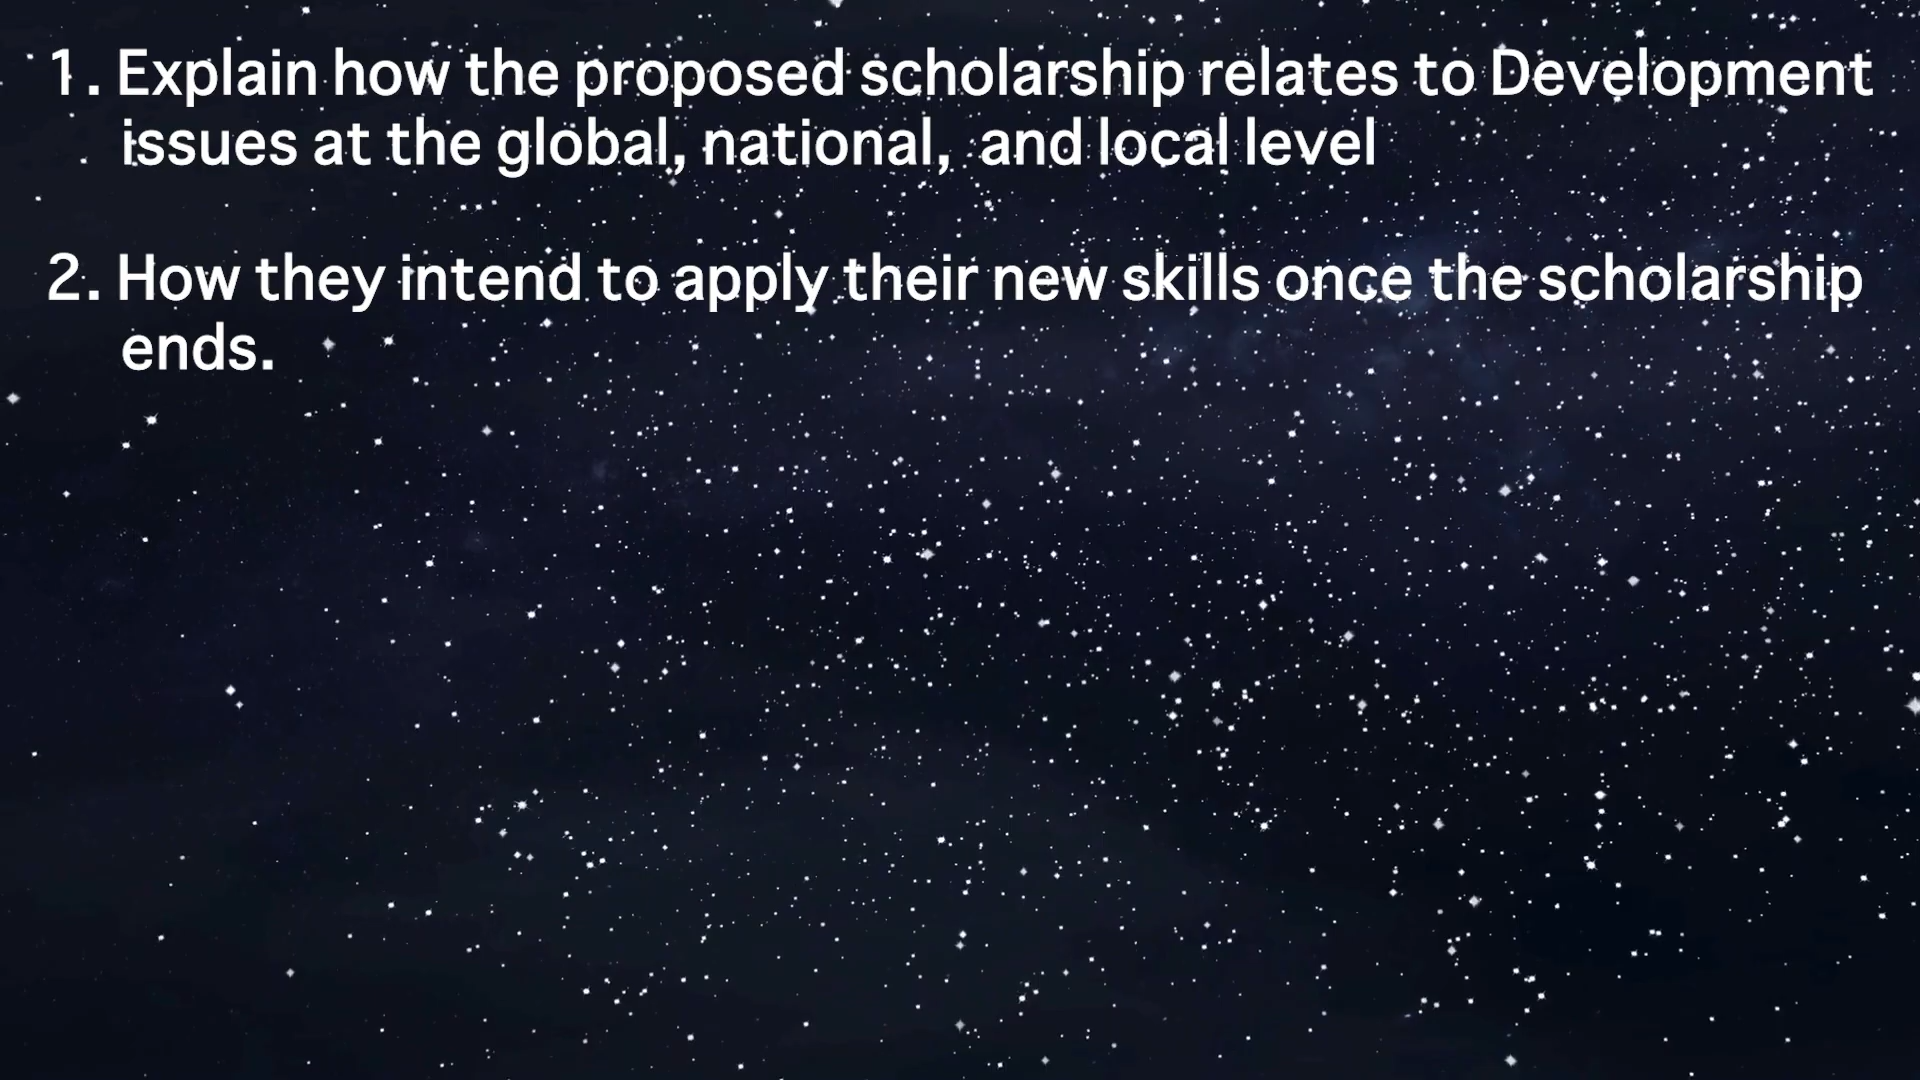 1. Explain how the proposed scholarship relates to Development
issues at the global, national,  and local level
2. How they intend to apply their new skills once the scholarship
ends.